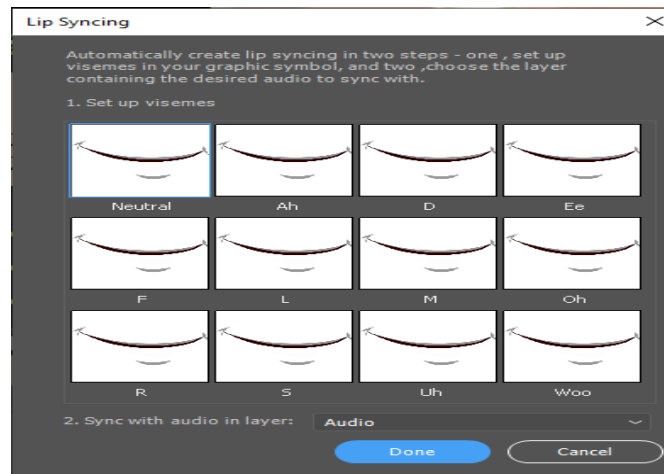 Lip Syncing
Automatically create lip syncing in two steps - one , set up
visemes in your graphic symbol, and two ,choose the layer
containing the desired audio to sync with.
1. Set up visemes
Neutral Ah D Ee
F L M Oh
R S Uh Woo
2. Sync with audio in layer: Audio
Done Cancel